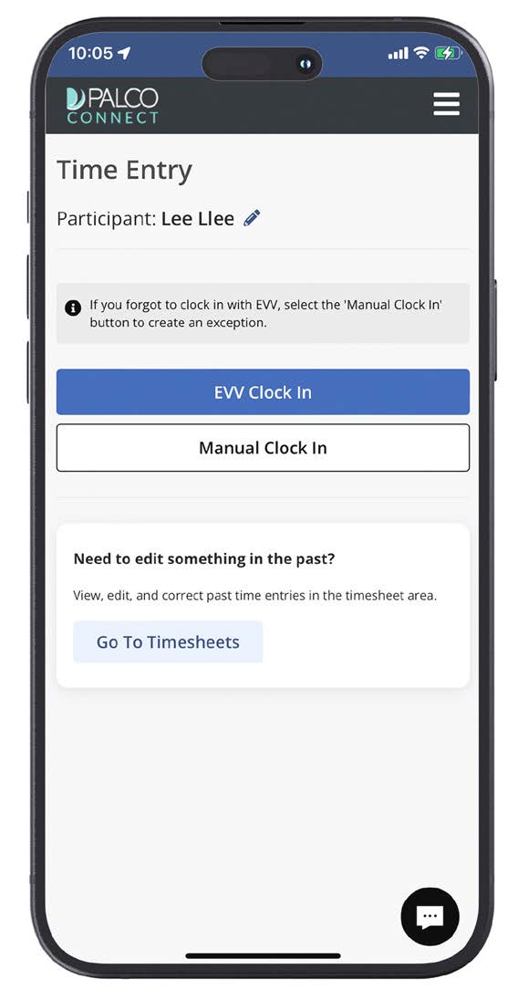 10:05
PALCO
CONNECT
Time Entry
Participant: Lee Llee
If you forgot to clock in with EVV, select the 'Manual Clock In'
button to create an exception.
EVV Clock In
Manual Clock In
Need to edit something in the past?
View, edit, and correct past time entries in the timesheet area.
Go To Timesheets